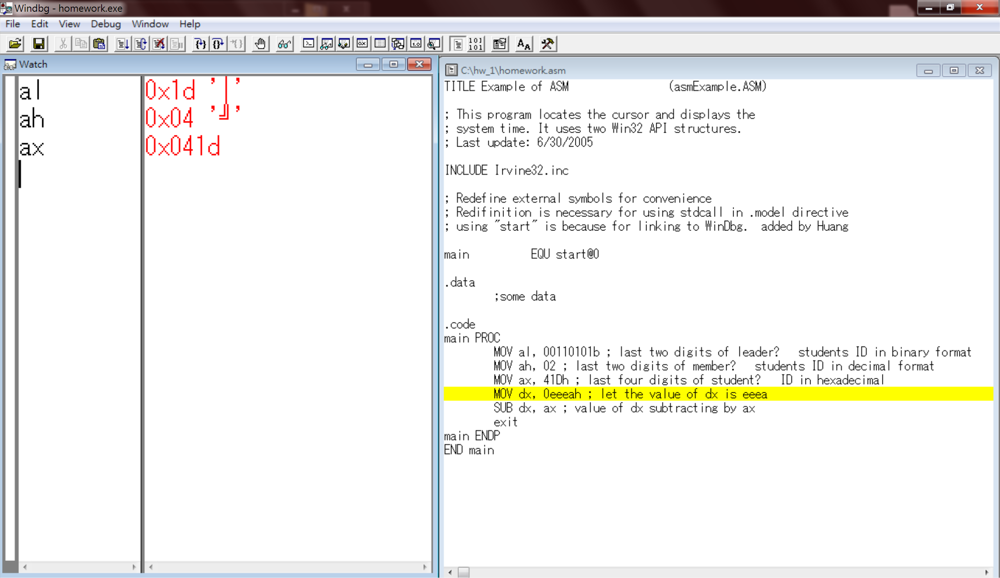 Windbg - homework.exe
File Edit View Debug Window Help
Watch
al 0x1d
ah 0x04 '╝'
ax 0x041d
C:\hw_1\homework.asm
TITLE Example of ASM (asmExample.ASM)
; This program locates the cursor and displays the
; system time. It uses two Win32 API structures.
; Last update: 6/30/2005
INCLUDE Irvine32.inc
; Redefine external symbols for convenience
; Redifinition is necessary for using stdcall in .model directive
; using "start" is because for linking to WinDbg. added by Huang
main EQU start@0
.data
;some data
.code
main PROC
MOV al, 00110101b ; last two digits of leader? students ID in binary format
MOV ah, 02 ; last two digits of member? students ID in decimal format
MOV ax, 41Dh ; last four digits of student? ID in hexadecimal
MOV dx, 0eeeah ; let the value of dx is eeea
SUB dx, ax ; value of dx subtracting by ax
exit
main ENDP
END main